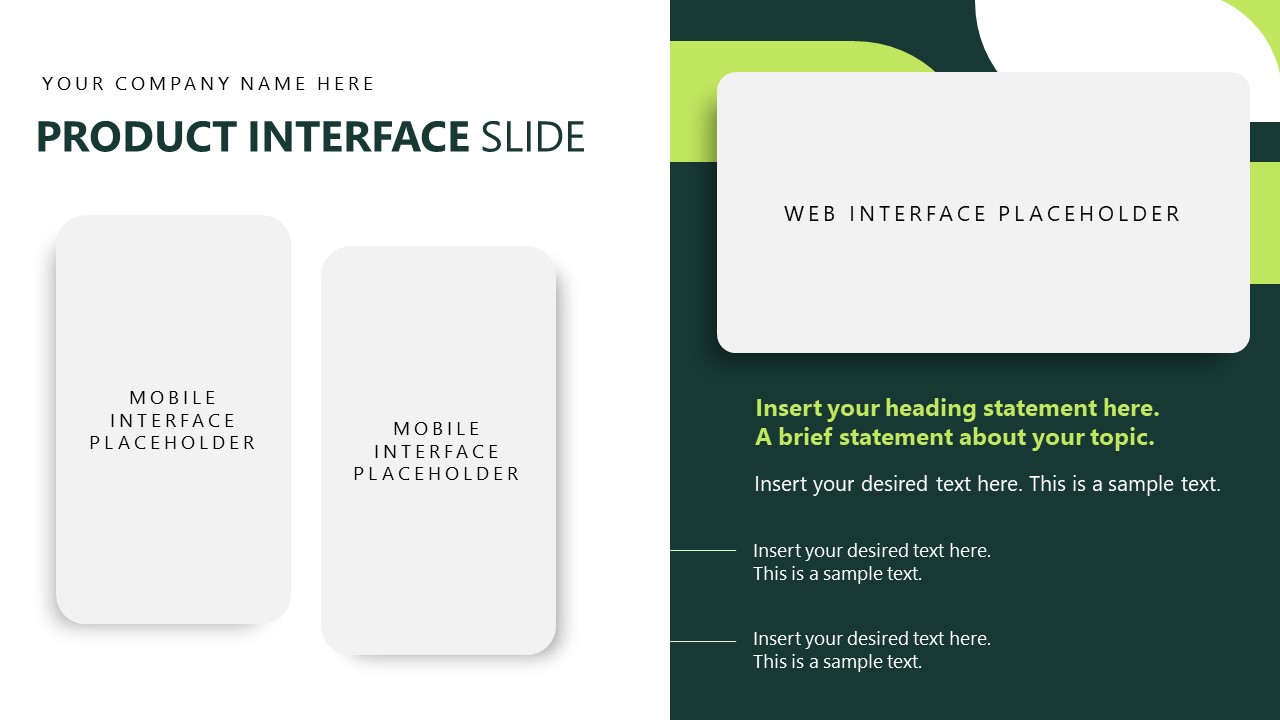 YOUR COMPANY NAME HERE
PRODUCT INTERFACE SLIDE
MOBILE
INTERFACE
PLACEHOLDER
MOBILE
INTERFACE
PLACEHOLDER
WEB INTERFACE PLACEHOLDER
Insert your heading statement here.
A brief statement about your topic.
Insert your desired text here. This is a sample text.
Insert your desired text here.
This is a sample text.
Insert your desired text here.
This is a sample text.